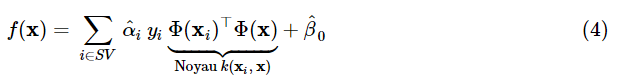 f(x) = ∑_{i∈SV} α̂_i y_i Φ(x_i)^⊤Φ(x) + β̂_0 (4)
Noyau k(x_i, x)